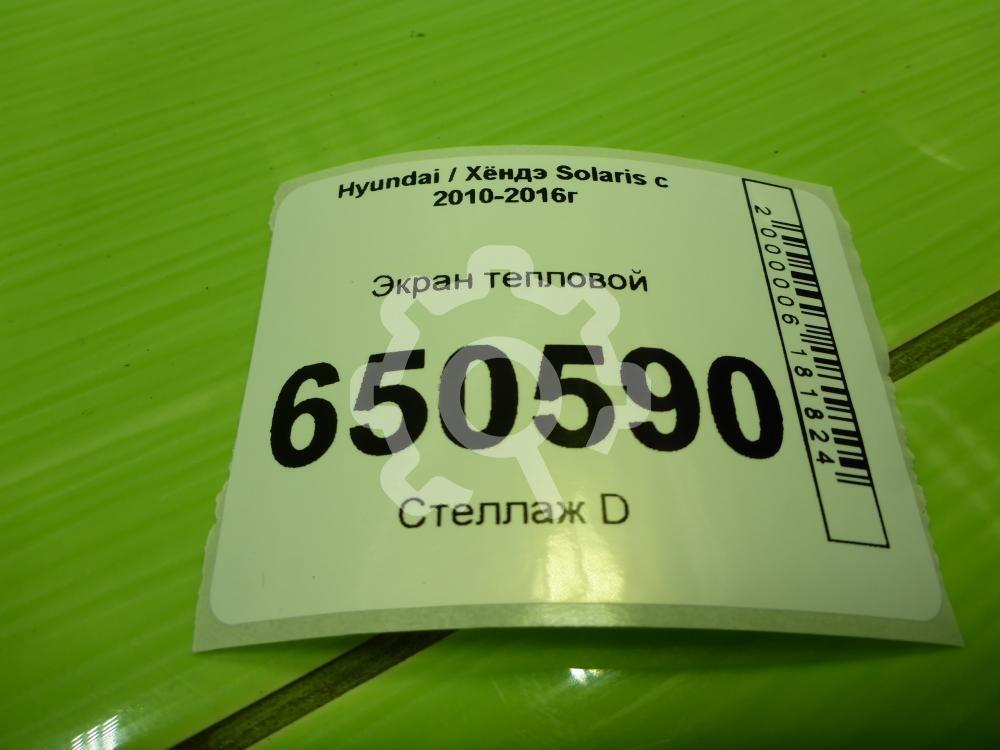 Hyundai / Хёндэ Solaris с
2010-2016г
Экран тепловой
650590
Стеллаж D
2000006181824